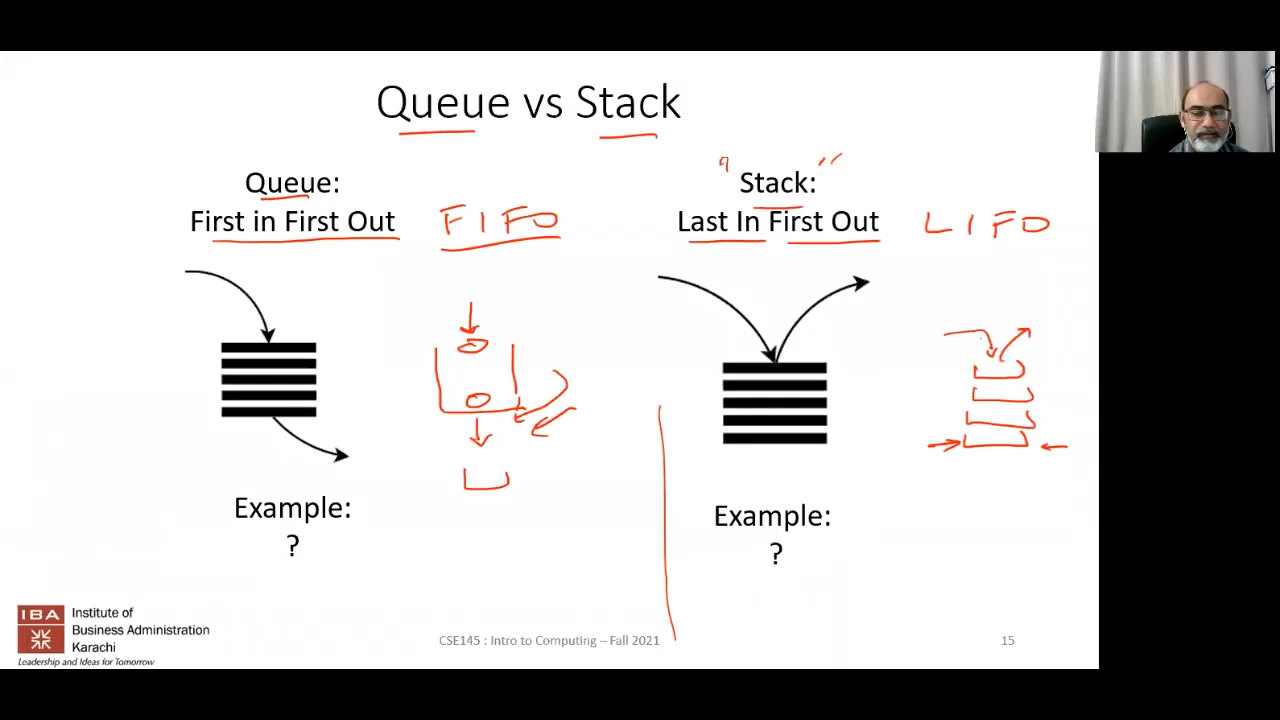 Queue vs Stack
Queue:
First in First Out
FIFO
Example:
?
"Stack:"
Last In First Out
LIFO
Example:
?
IBA
Institute of
Business Administration
Karachi
Leadership and Ideas for Tomorrow
CSE145 : Intro to Computing – Fall 2021
15